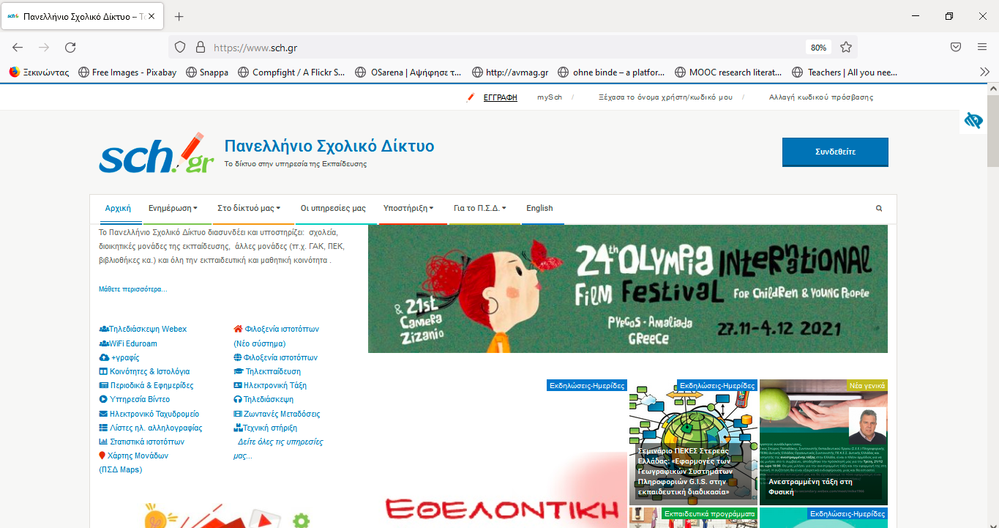 sch.gr Πανελλήνιο Σχολικό Δίκτυο – Το
https://www.sch.gr
80%
Ξεκινώντας
Free Images - Pixabay
Snappa
Compfight / A Flickr S...
OSarena | Αψήφησε τ...
http://avmag.gr
ohne binde – a platfor...
MOOC research literat...
Teachers | All you nee...
ΕΓΓΡΑΦΗ
mySch /
Ξέχασα το όνομα χρήστη/κωδικό μου /
Αλλαγή κωδικού πρόσβασης
sch.gr
Πανελλήνιο Σχολικό Δίκτυο
Το δίκτυο στην υπηρεσία της Εκπαίδευσης
Συνδεθείτε
Αρχική
Ενημέρωση
Στο δίκτυό μας
Οι υπηρεσίες μας
Υποστήριξη
Για το Π.Σ.Δ.
English
Το Πανελλήνιο Σχολικό Δίκτυο διασυνδέει και υποστηρίζει: σχολεία,
διοικητικές μονάδες της εκπαίδευσης, άλλες μονάδες (π.χ. ΓΑΚ, ΠΕΚ,
βιβλιοθήκες κα.) και όλη την εκπαιδευτική και μαθητική κοινότητα .
Μάθετε περισσότερα...
Τηλεδιάσκεψη Webex
WiFi Eduroam
+γραφίς
Κοινότητες & Ιστολόγια
Περιοδικά & Εφημερίδες
Υπηρεσία Βίντεο
Ηλεκτρονικό Ταχυδρομείο
Λίστες ηλ. αλληλογραφίας
Στατιστικά ιστοτόπων
Χάρτης Μονάδων
(ΠΣΔ Maps)
Φιλοξενία ιστοτόπων
(Νέο σύστημα)
Φιλοξενία ιστοτόπων
Τηλεκπαίδευση
Ηλεκτρονική Τάξη
Τηλεδιάσκεψη
Ζωντανές Μεταδόσεις
Τεχνική στήριξη
Δείτε όλες τις υπηρεσίες
μας...
24th OLYMPIA INTERNATIONAL
FILM FESTIVAL FOR CHILDREN & YOUNG PEOPLE
& 21st
CAMERA
ZIZANIO
PYRGOS - AMALIADA
GREECE
27.11-4.12 2021
Εκδηλώσεις-Ημερίδες
ΕΘΕΛΟΝΤΙΚΗ
Εκδηλώσεις-Ημερίδες
Σεμινάριο ΠΕΚΕΣ Στερεάς
Ελλάδας: «Εφαρμογές των
Γεωγραφικών Συστημάτων
Πληροφοριών G.I.S. στην
εκπαιδευτική διαδικασία»
Νέα γενικά
Ανεστραμμένη τάξη στη
Φυσική
Εκπαιδευτικά προγράμματα
Εκδηλώσεις-Ημερίδες